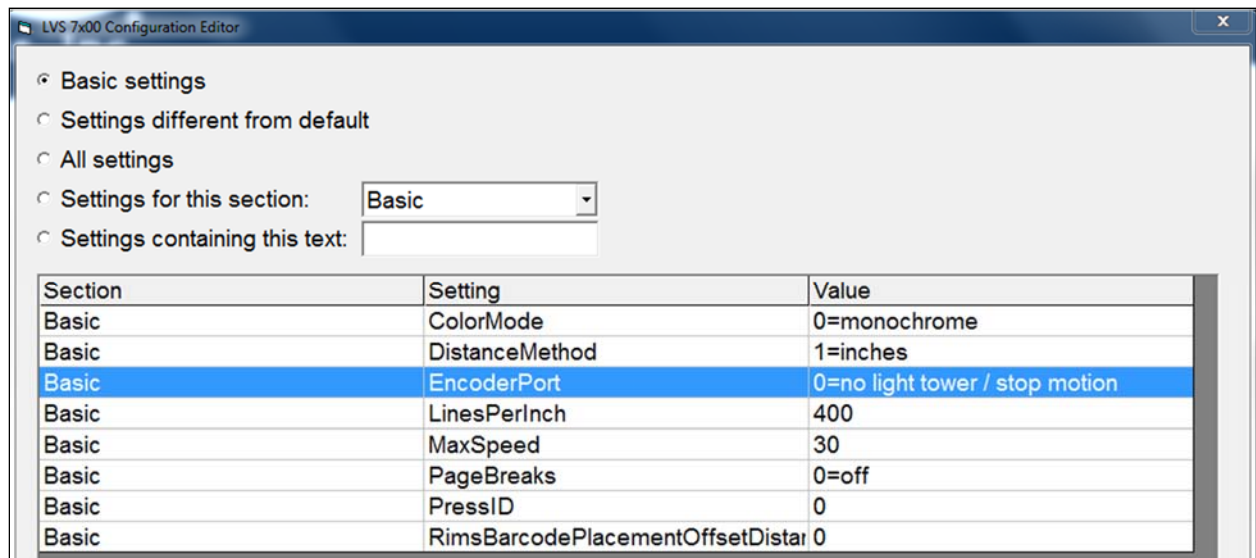 LVS 7x00 Configuration Editor
x
Basic settings
Settings different from default
All settings
Settings for this section: Basic
Settings containing this text:
Section Setting Value
Basic ColorMode 0=monochrome
Basic DistanceMethod 1=inches
Basic EncoderPort 0=no light tower / stop motion
Basic LinesPerInch 400
Basic MaxSpeed 30
Basic PageBreaks 0=off
Basic PressID 0
Basic RimsBarcodePlacementOffsetDistar 0